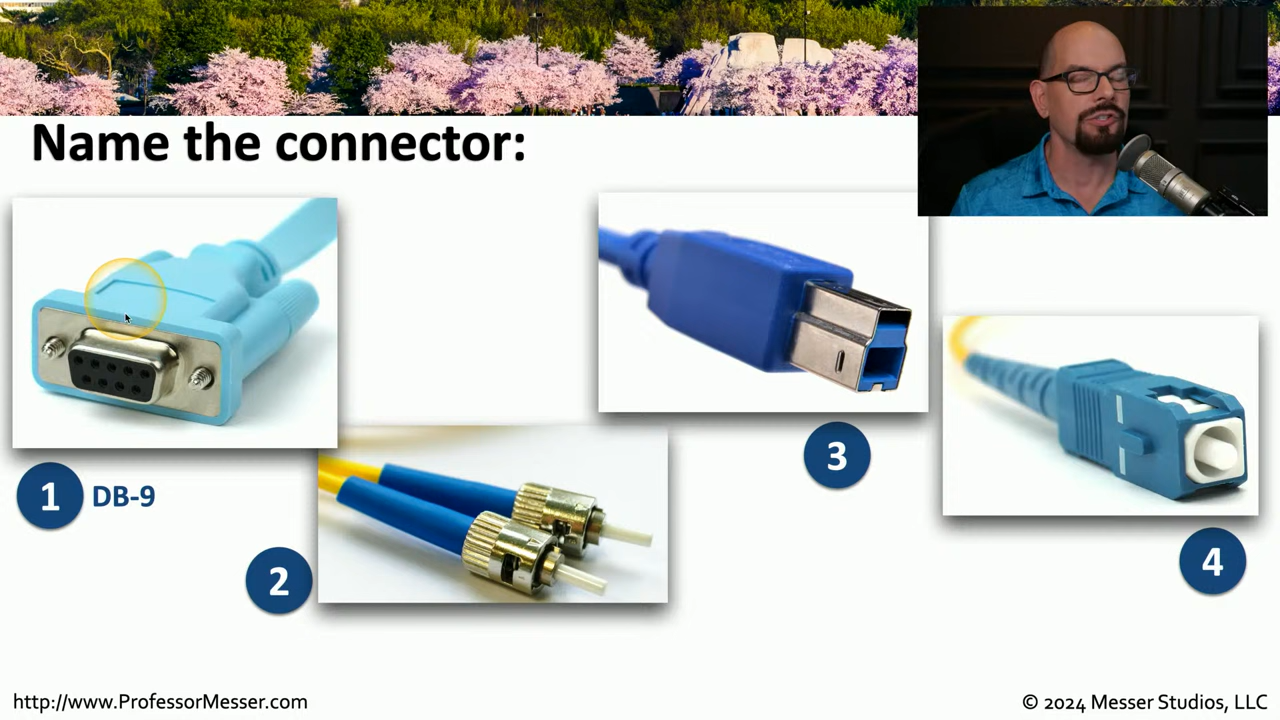 Name the connector:
1 DB-9
2
3
4
http://www.ProfessorMesser.com
© 2024 Messer Studios, LLC